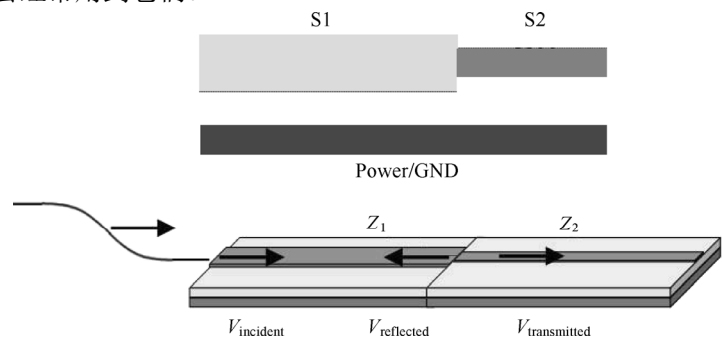 S1 S2
Power/GND
Z1 Z2
Vincident Vreflected Vtransmitted